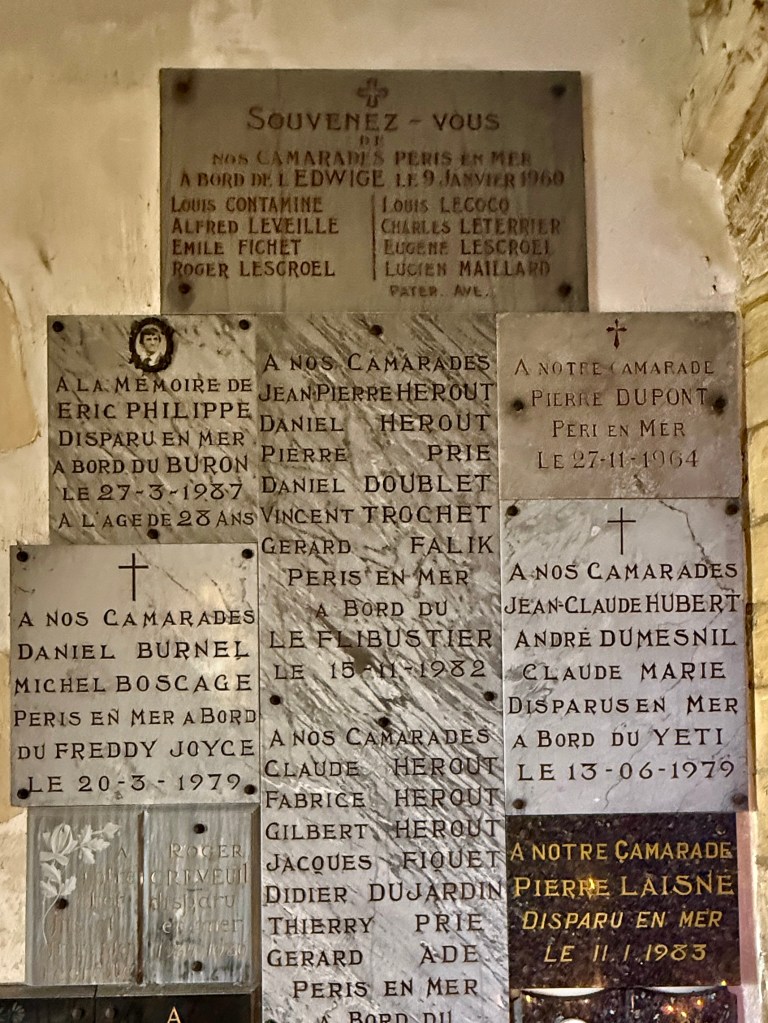 SOUVENEZ-VOUS
DE
NOS CAMARADES PERIS EN MER
A BORD DE L EDWIGE LE 9 JANVIER 1960
LOUIS CONTAMINE
ALFRED LEVEILLE
EMILE FICHET
ROGER LESCROEL
LOUIS LECOCQ
CHARLES LETERRIER
EUGENE LESCROEL
LUCIEN MAILLARD
PATER. AVE.
A LA MÉMOIRE DE
ERIC PHILIPPE
DISPARU EN MER
A BORD DU BURON
LE 27-3-1987
A L'AGE DE 28 ANS
A NOS CAMARADES
JEAN-PIERRE HEROUT
DANIEL HEROUT
PIERRE PRIE
DANIEL DOUBLET
VINCENT TROCHET
GERARD FALIK
PERIS EN MER
A BORD DU
LE FLIBUSTIER
LE 15-11-1982
A NOTRE CAMARADE
PIERRE DUPONT
PÉRI EN MER
LE 27-11-1964
A NOS CAMARADES
DANIEL BURNEL
MICHEL BOSCAGE
PERIS EN MER A BORD
DU FREDDY JOYCE
LE 20-3-1979
A NOS CAMARADES
JEAN-CLAUDE HUBERT
ANDRÉ DUMESNIL
CLAUDE MARIE
DISPARUS EN MER
A BORD DU YETI
LE 13-06-1979
A NOS CAMARADES
CLAUDE HEROUT
FABRICE HEROUT
GILBERT HEROUT
JACQUES FIQUET
DIDIER DUJARDIN
THIERRY PRIE
GERARD ADE
PERIS EN MER
A BORD DU
A
ROGER
disparu
en mer
A NOTRE CAMARADE
PIERRE LAISNÉ
DISPARU EN MER
LE 11.1.1983
A